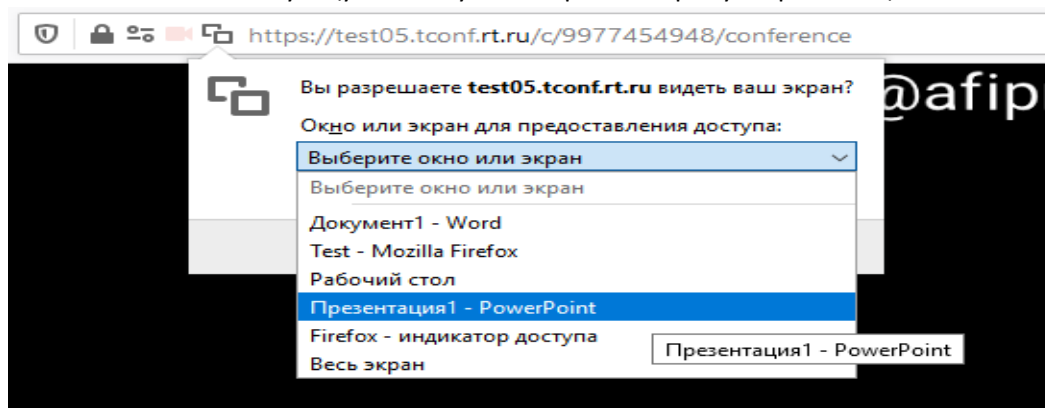 https://test05.tconf.rt.ru/c/9977454948/conference
Вы разрешаете test05.tconf.rt.ru видеть ваш экран?
@afip
Окно или экран для предоставления доступа:
Выберите окно или экран
Выберите окно или экран
Документ1 - Word
Test - Mozilla Firefox
Рабочий стол
Презентация1 - PowerPoint
Firefox - индикатор доступа
Презентация1 - PowerPoint
Весь экран